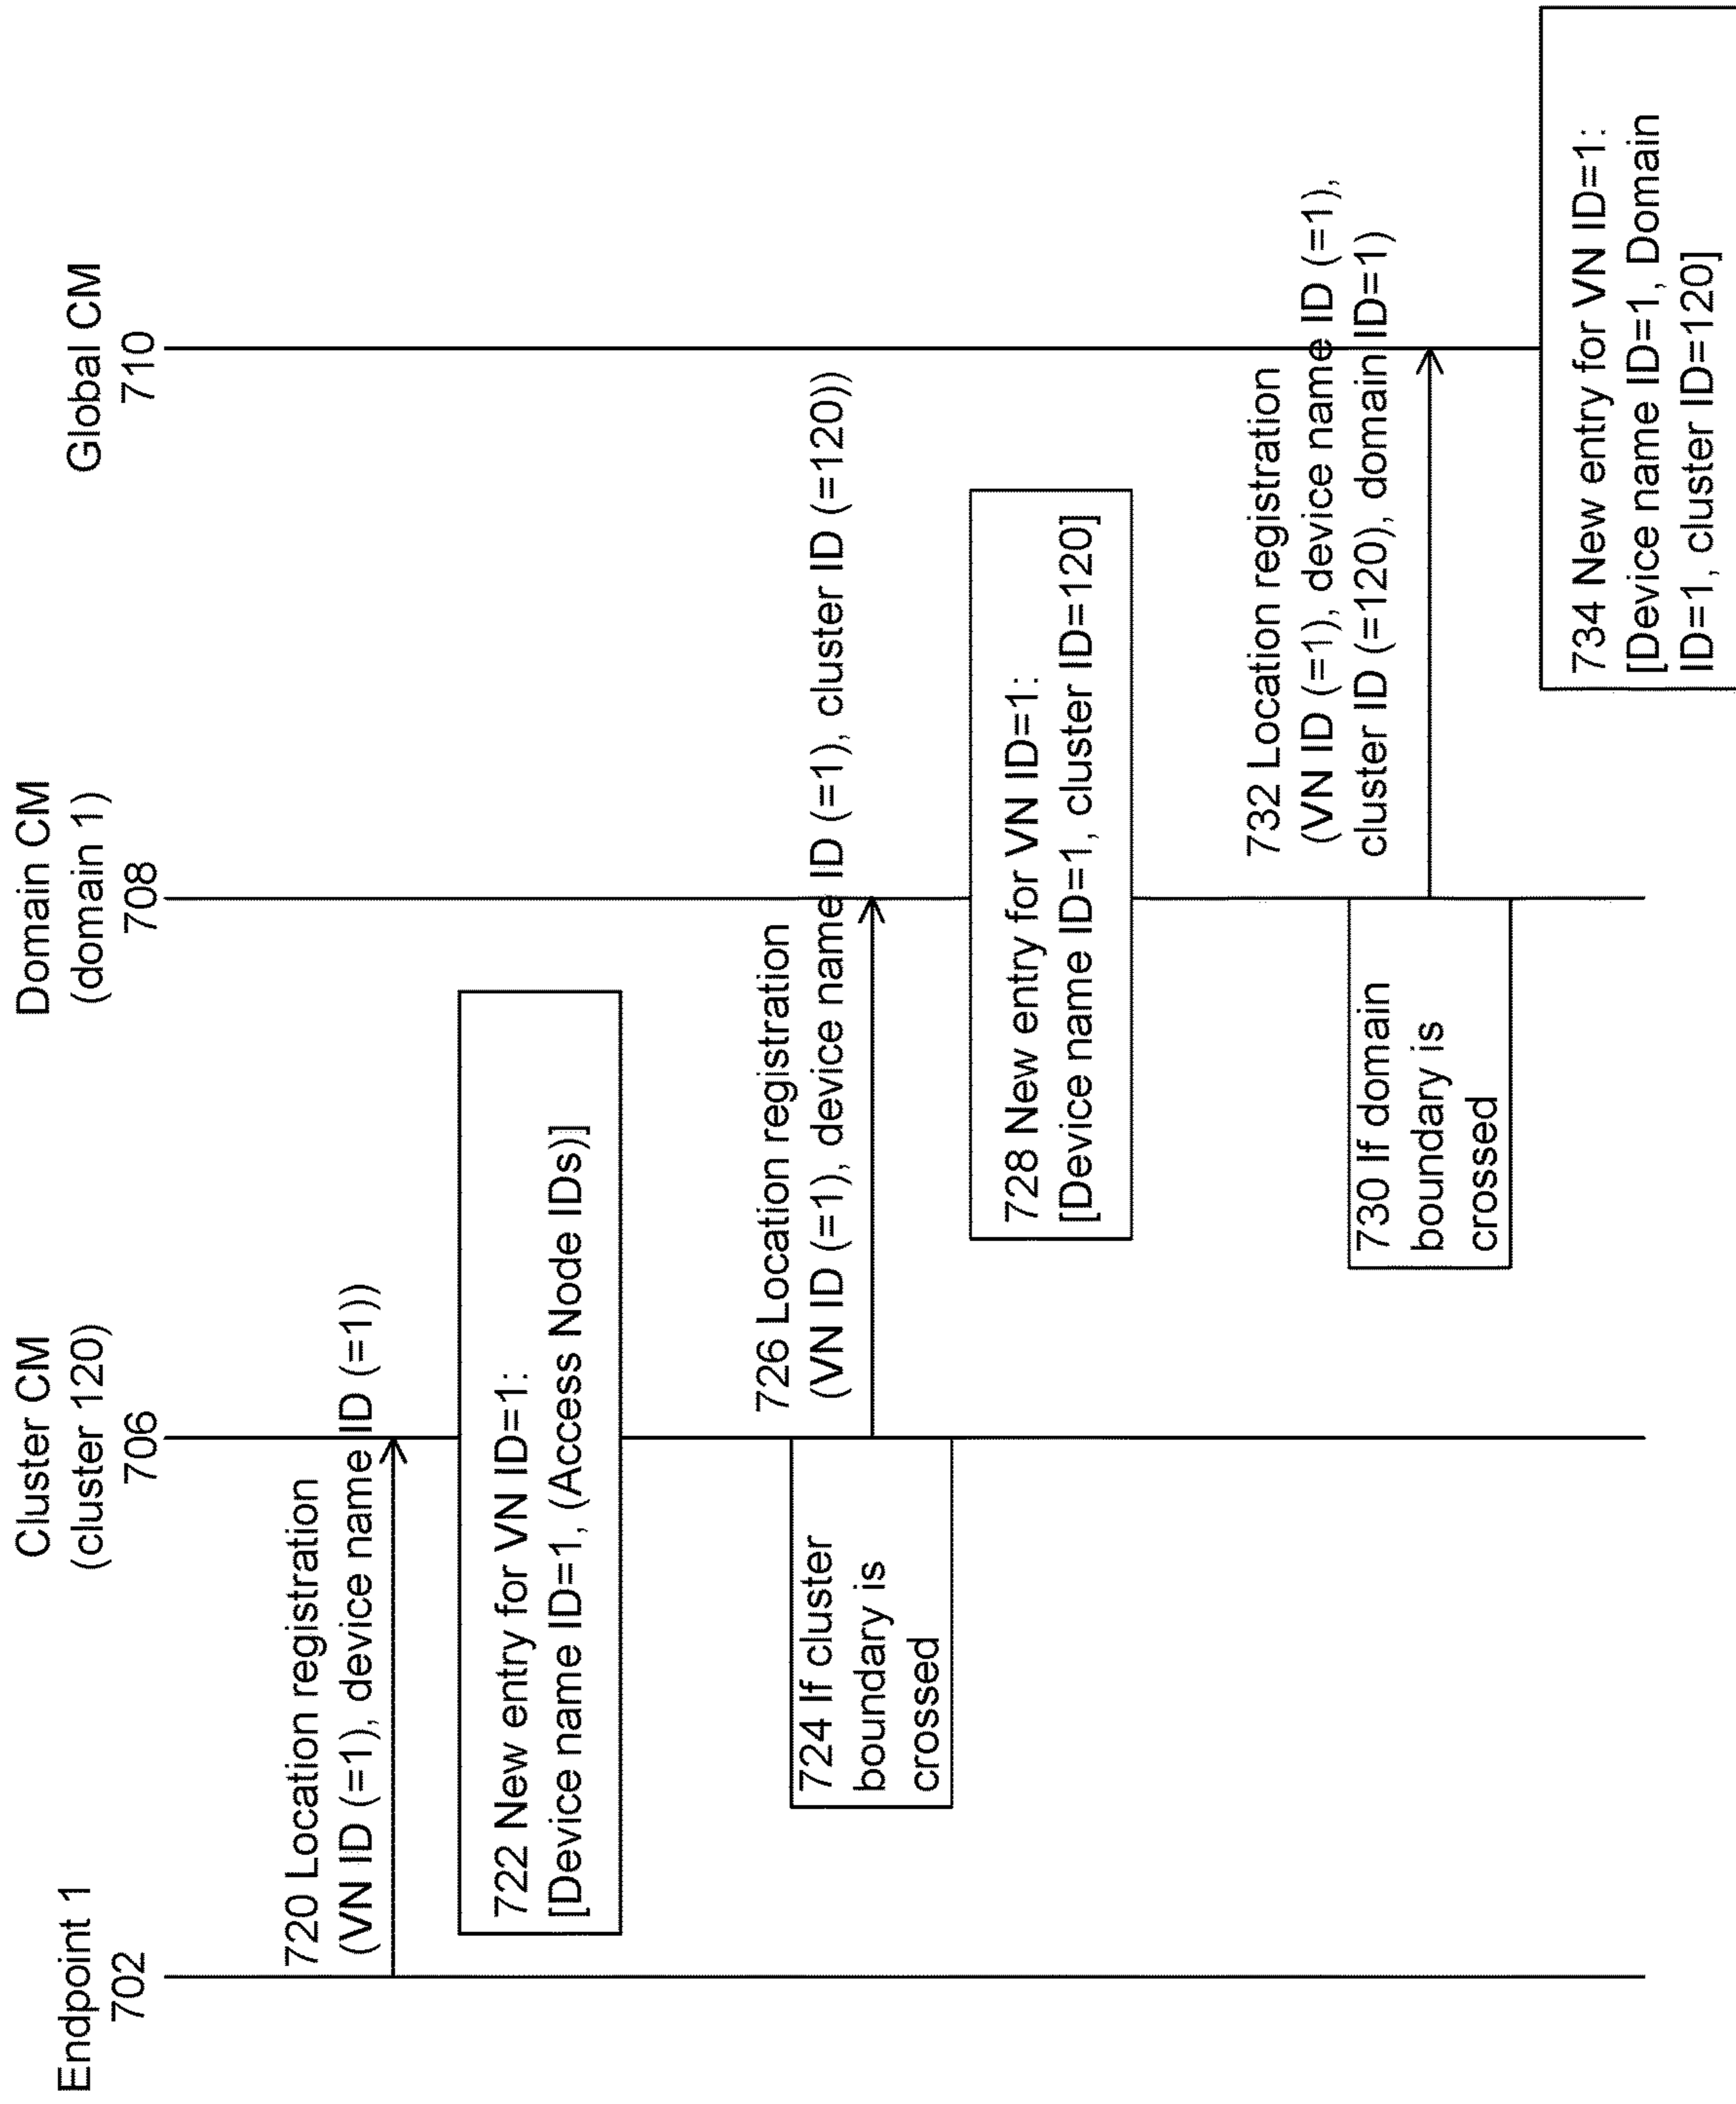 Endpoint 1
702
Cluster CM
(cluster 120)
706
Domain CM
(domain 1)
708
Global CM
710
720 Location registration
(VN ID (=1), device name ID (=1))
722 New entry for VN ID=1:
[Device name ID=1, (Access Node IDs)]
724 If cluster
boundary is
crossed
726 Location registration
(VN ID (=1), device name ID (=1), cluster ID (=120))
728 New entry for VN ID=1:
[Device name ID=1, cluster ID=120]
730 If domain
boundary is
crossed
732 Location registration
(VN ID (=1), device name ID (=1),
cluster ID (=120), domain ID=1)
734 New entry for VN ID=1:
[Device name ID=1, Domain
ID=1, cluster ID=120]